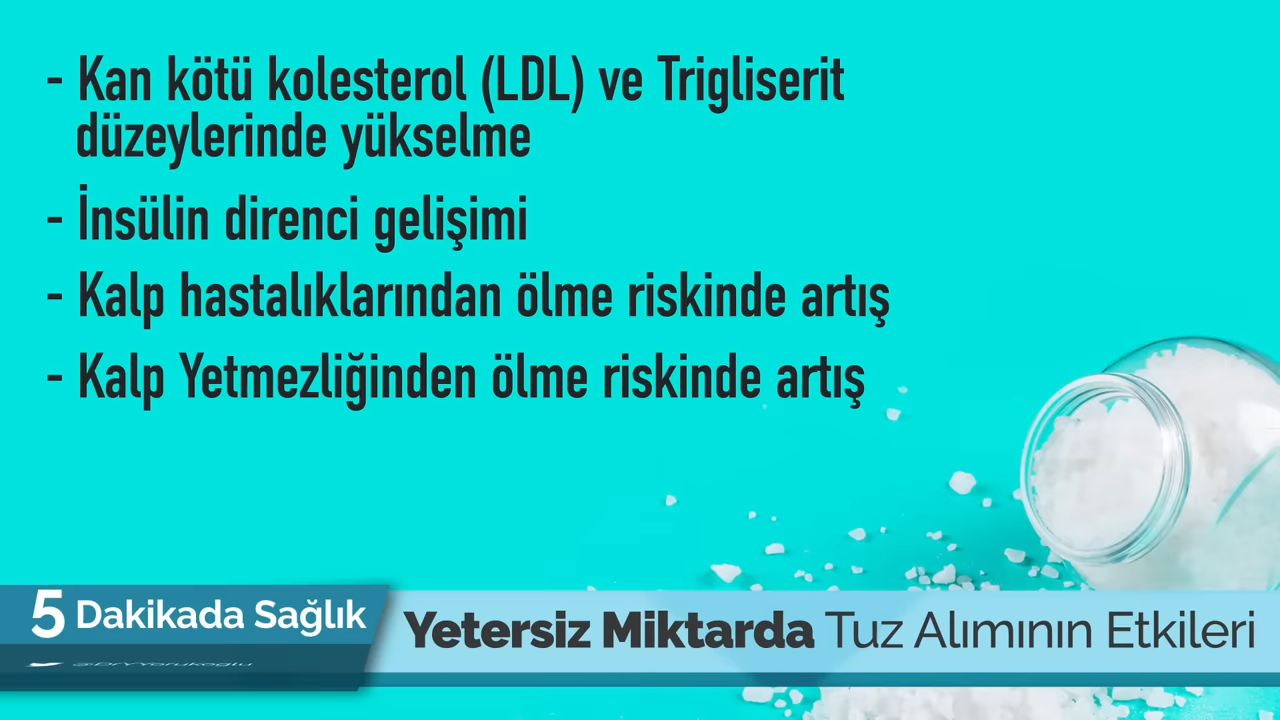 - Kan kötü kolesterol (LDL) ve Trigliserit
düzeylerinde yükselme
- İnsülin direnci gelişimi
- Kalp hastalıklarından ölme riskinde artış
- Kalp Yetmezliğinden ölme riskinde artış
5 Dakikada Sağlık
@DrYYorukoglu
Yetersiz Miktarda Tuz Alımının Etkileri